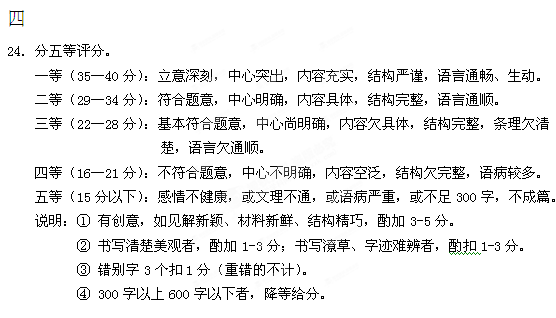 四
24. 分五等评分。
一等（35—40 分）：立意深刻，中心突出，内容充实，结构严谨，语言通畅、生动。
二等（29—34 分）：符合题意，中心明确，内容具体，结构完整，语言通顺。
三等（22—28 分）：基本符合题意，中心尚明确，内容欠具体，结构完整，条理欠清
楚，语言欠通顺。
四等（16—21 分）：不符合题意，中心不明确，内容空泛，结构欠完整，语病较多。
五等（15 分以下）：感情不健康，或文理不通，或语病严重，或不足 300 字，不成篇。
说明：① 有创意，如见解新颖、材料新鲜、结构精巧，酌加 3-5 分。
② 书写清楚美观者，酌加 1-3 分；书写潦草、字迹难辨者，酌扣 1-3 分。
③ 错别字 3 个扣 1 分（重错的不计）。
④ 300 字以上 600 字以下者，降等给分。